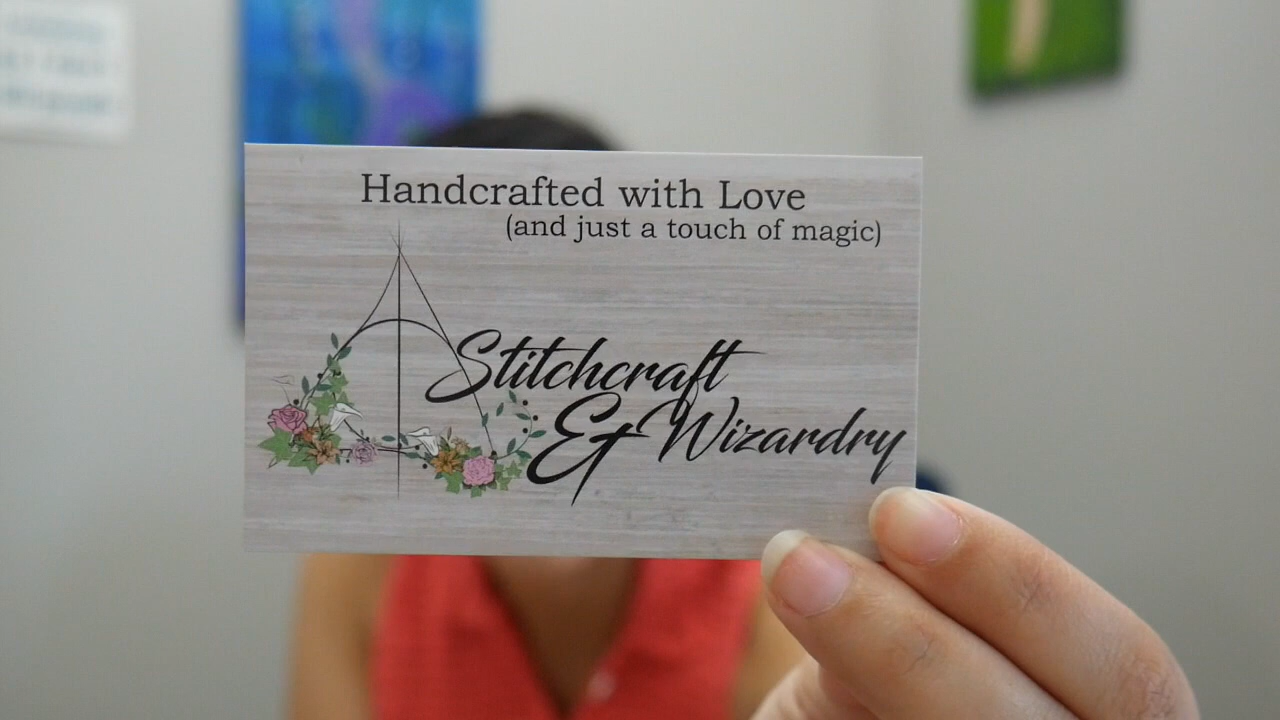 Handcrafted with Love
(and just a touch of magic)
Stitchcraft
& Wizardry